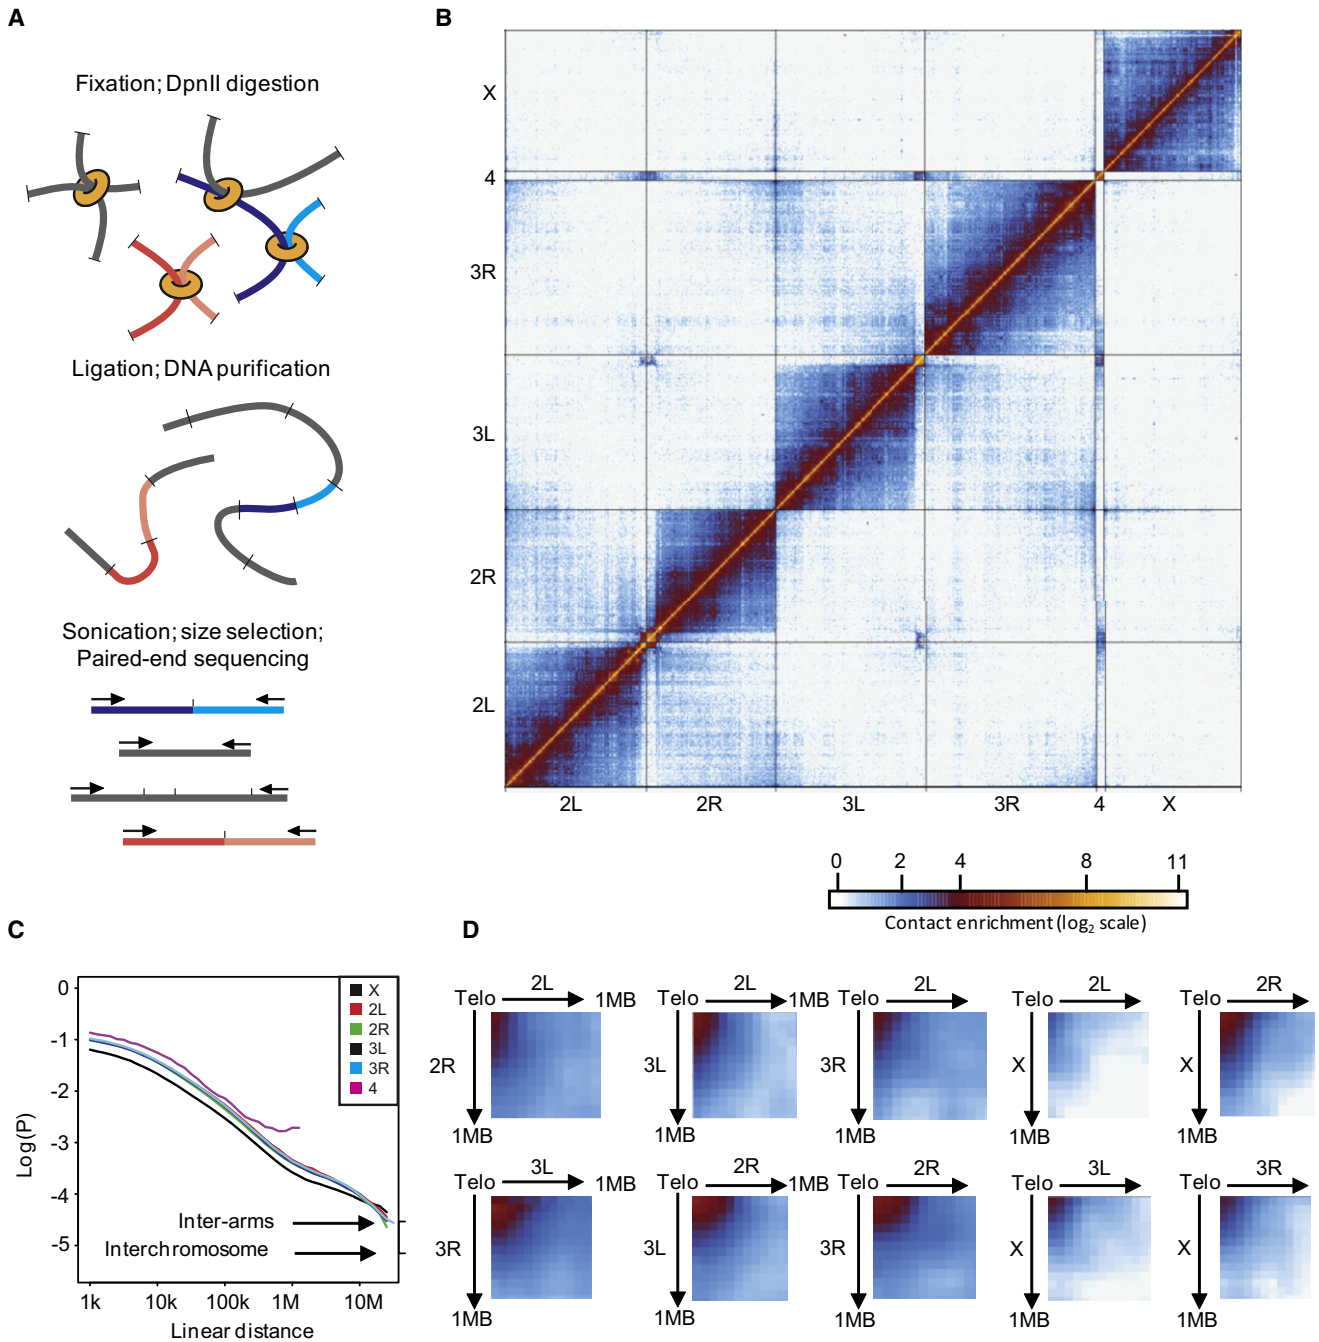 A
Fixation; DpnII digestion
Ligation; DNA purification
Sonication; size selection;
Paired-end sequencing
B
X
4
3R
3L
2R
2L
2L 2R 3L 3R 4 X
0 2 4 8 11
Contact enrichment (log2 scale)
C
0
-1
-2
-3
-4
-5
Log(P)
X
2L
2R
3L
3R
4
Inter-arms
Interchromosome
1k 10k 100k 1M 10M
Linear distance
D
Telo 2L 1MB
2R
1MB
Telo 2L 1MB
3L
1MB
Telo 2L
3R
1MB
Telo 2L
X
1MB
Telo 2R
X
1MB
Telo 3L 1MB
3R
1MB
Telo 2R 1MB
3L
1MB
Telo 2R
3R
1MB
Telo 3L
X
1MB
Telo 3R
X
1MB